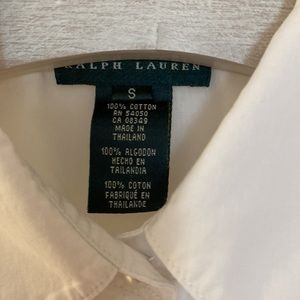 RALPH LAUREN
S
100% COTTON
RN 54050
CA 08349
MADE IN
THAILAND
100% ALGODON
HECHO EN
TAILANDIA
100% COTON
FABRIQUÉ EN
THAILANDE